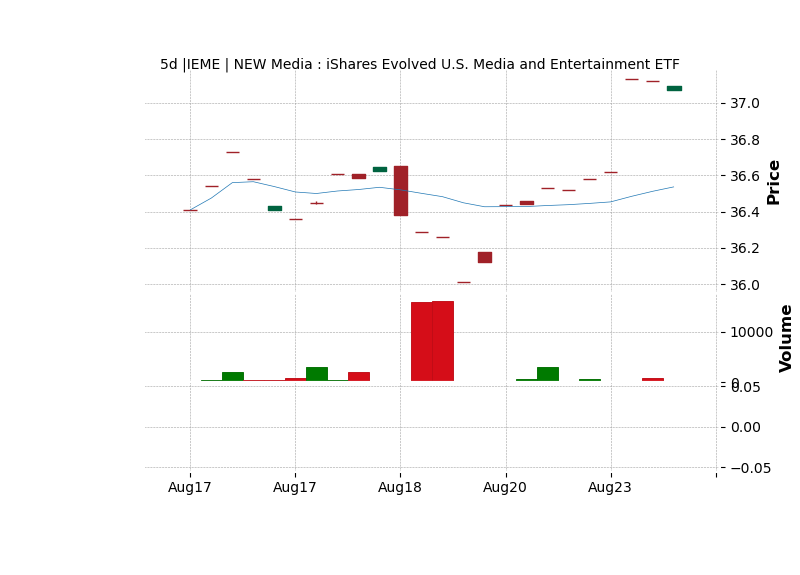 5d |IEME | NEW Media : iShares Evolved U.S. Media and Entertainment ETF
37.0
36.8
36.6
36.4
36.2
36.0
Price
10000
0
Volume
0.05
0.00
−0.05
Aug17 Aug17 Aug18 Aug20 Aug23